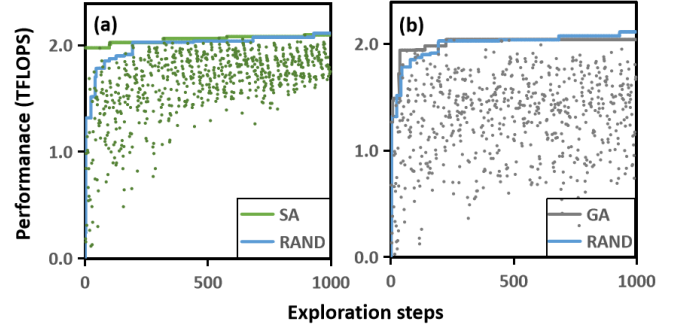 (a)
(b)
Performanace (TFLOPS)
2.0
1.0
0.0
0
500
1000
SA
RAND
2.0
1.0
0.0
0
500
1000
GA
RAND
Exploration steps